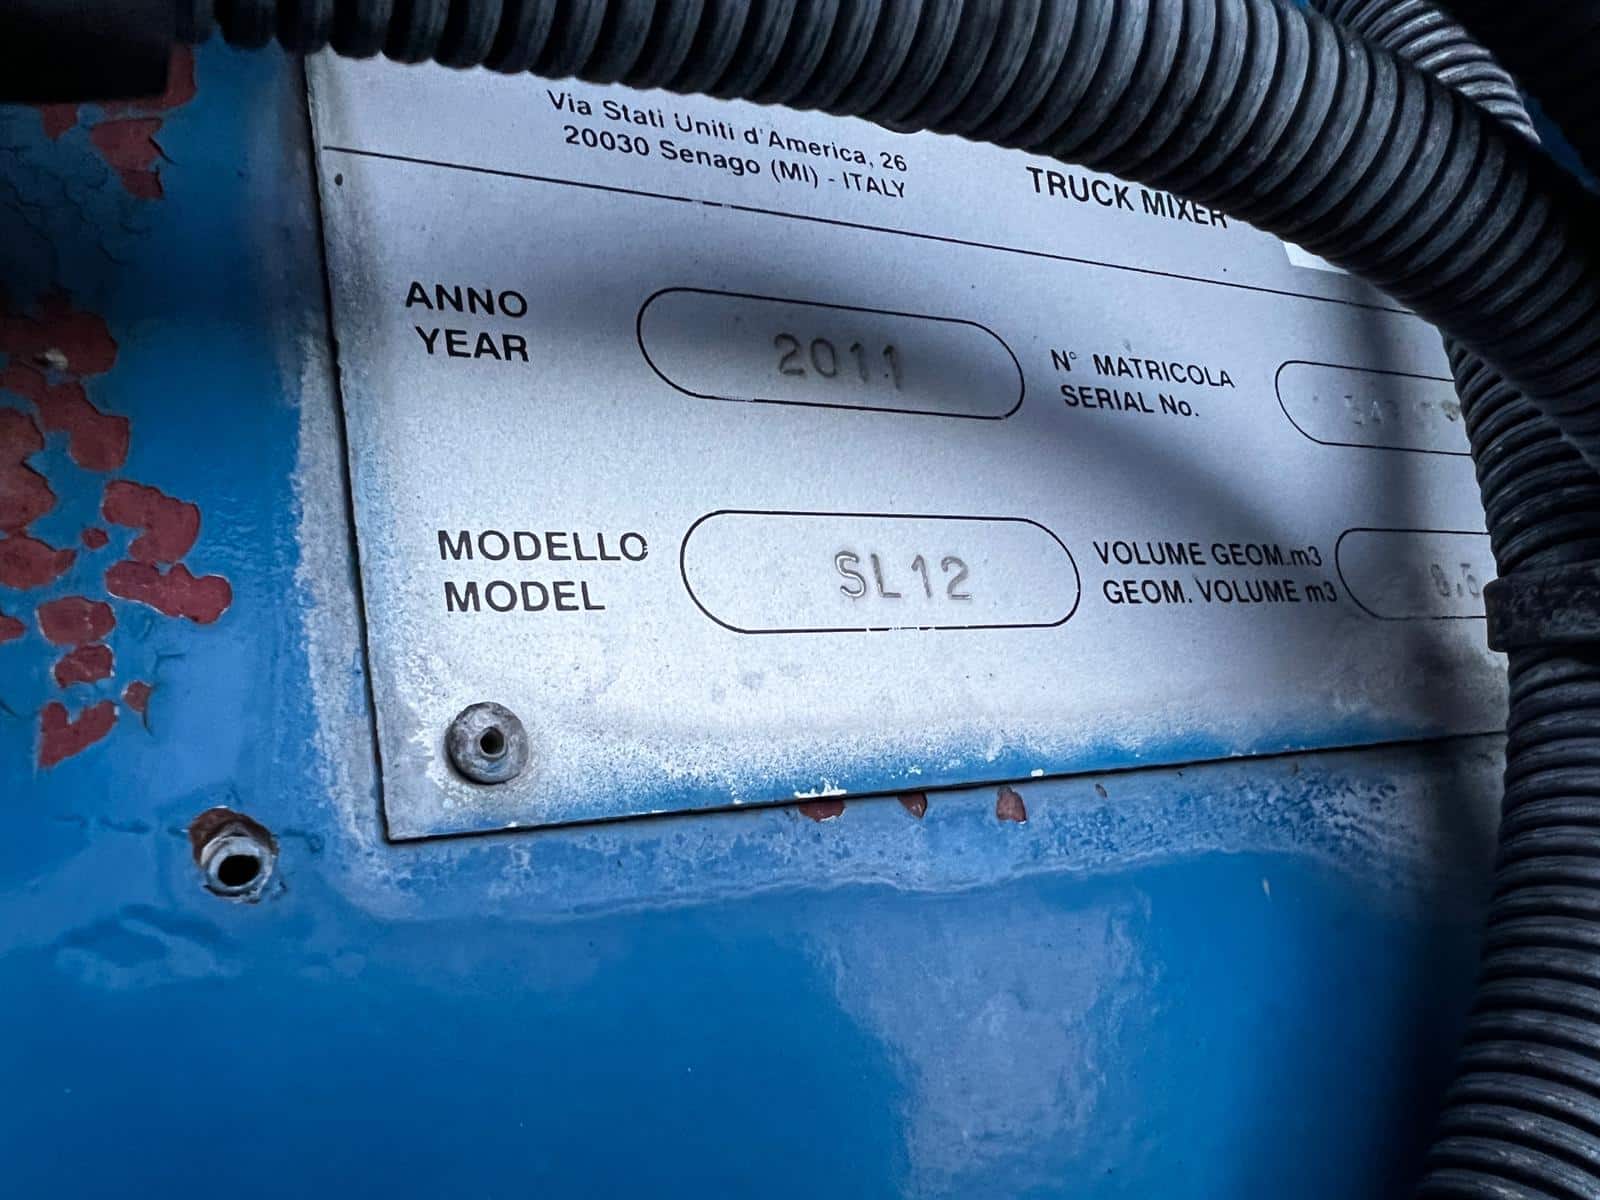 Via Stati Uniti d'America, 26
20030 Senago (MI) - ITALY
TRUCK MIXER
ANNO
YEAR
2011
N° MATRICOLA
SERIAL No.
MODELLO
MODEL
SL12
VOLUME GEOM.m3
GEOM. VOLUME m3